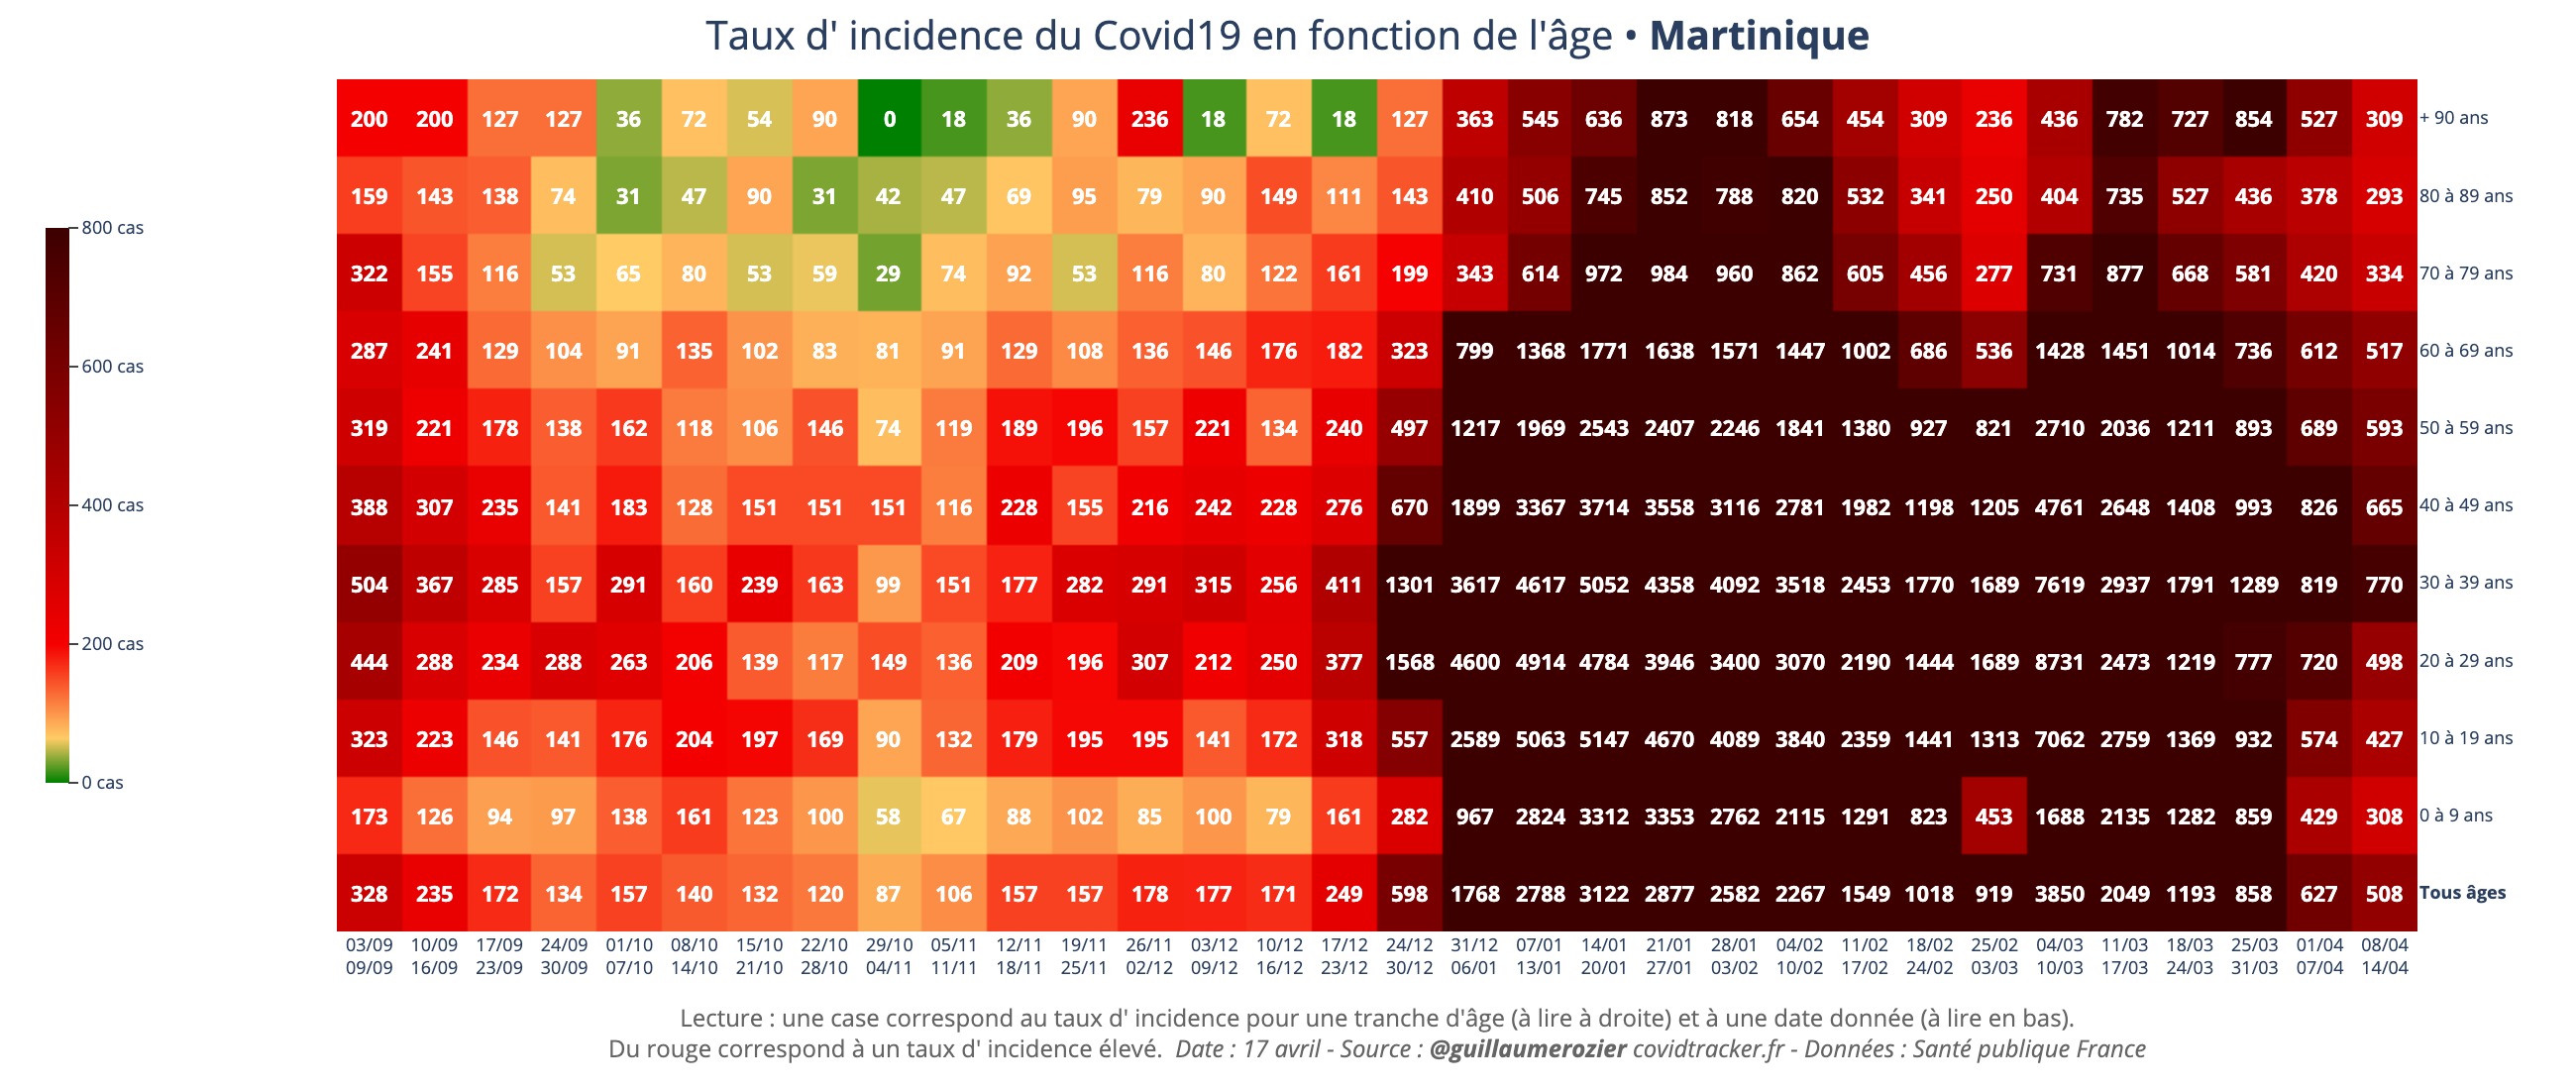 Taux d' incidence du Covid19 en fonction de l'âge • Martinique
800 cas
600 cas
400 cas
200 cas
0 cas
200 200 127 127 36 72 54 90 0 18 36 90 236 18 72 18 127 363 545 636 873 818 654 454 309 236 436 782 727 854 527 309 + 90 ans
159 143 138 74 31 47 90 31 42 47 69 95 79 90 149 111 143 410 506 745 852 788 820 532 341 250 404 735 527 436 378 293 80 à 89 ans
322 155 116 53 65 80 53 59 29 74 92 53 116 80 122 161 199 343 614 972 984 960 862 605 456 277 731 877 668 581 420 334 70 à 79 ans
287 241 129 104 91 135 102 83 81 91 129 108 136 146 176 182 323 799 1368 1771 1638 1571 1447 1002 686 536 1428 1451 1014 736 612 517 60 à 69 ans
319 221 178 138 162 118 106 146 74 119 189 196 157 221 134 240 497 1217 1969 2543 2407 2246 1841 1380 927 821 2710 2036 1211 893 689 593 50 à 59 ans
388 307 235 141 183 128 151 151 151 116 228 155 216 242 228 276 670 1899 3367 3714 3558 3116 2781 1982 1198 1205 4761 2648 1408 993 826 665 40 à 49 ans
504 367 285 157 291 160 239 163 99 151 177 282 291 315 256 411 1301 3617 4617 5052 4358 4092 3518 2453 1770 1689 7619 2937 1791 1289 819 770 30 à 39 ans
444 288 234 288 263 206 139 117 149 136 209 196 307 212 250 377 1568 4600 4914 4784 3946 3400 3070 2190 1444 1689 8731 2473 1219 777 720 498 20 à 29 ans
323 223 146 141 176 204 197 169 90 132 179 195 195 141 172 318 557 2589 5063 5147 4670 4089 3840 2359 1441 1313 7062 2759 1369 932 574 427 10 à 19 ans
173 126 94 97 138 161 123 100 58 67 88 102 85 100 79 161 282 967 2824 3312 3353 2762 2115 1291 823 453 1688 2135 1282 859 429 308 0 à 9 ans
328 235 172 134 157 140 132 120 87 106 157 157 178 177 171 249 598 1768 2788 3122 2877 2582 2267 1549 1018 919 3850 2049 1193 858 627 508 Tous âges
03/09 10/09 17/09 24/09 01/10 08/10 15/10 22/10 29/10 05/11 12/11 19/11 26/11 03/12 10/12 17/12 24/12 31/12 07/01 14/01 21/01 28/01 04/02 11/02 18/02 25/02 04/03 11/03 18/03 25/03 01/04 08/04
09/09 16/09 23/09 30/09 07/10 14/10 21/10 28/10 04/11 11/11 18/11 25/11 02/12 09/12 16/12 23/12 30/12 06/01 13/01 20/01 27/01 03/02 10/02 17/02 24/02 03/03 10/03 17/03 24/03 31/03 07/04 14/04
Lecture : une case correspond au taux d' incidence pour une tranche d'âge (à lire à droite) et à une date donnée (à lire en bas).
Du rouge correspond à un taux d' incidence élevé. Date : 17 avril - Source : @guillaumerozier covidtracker.fr - Données : Santé publique France